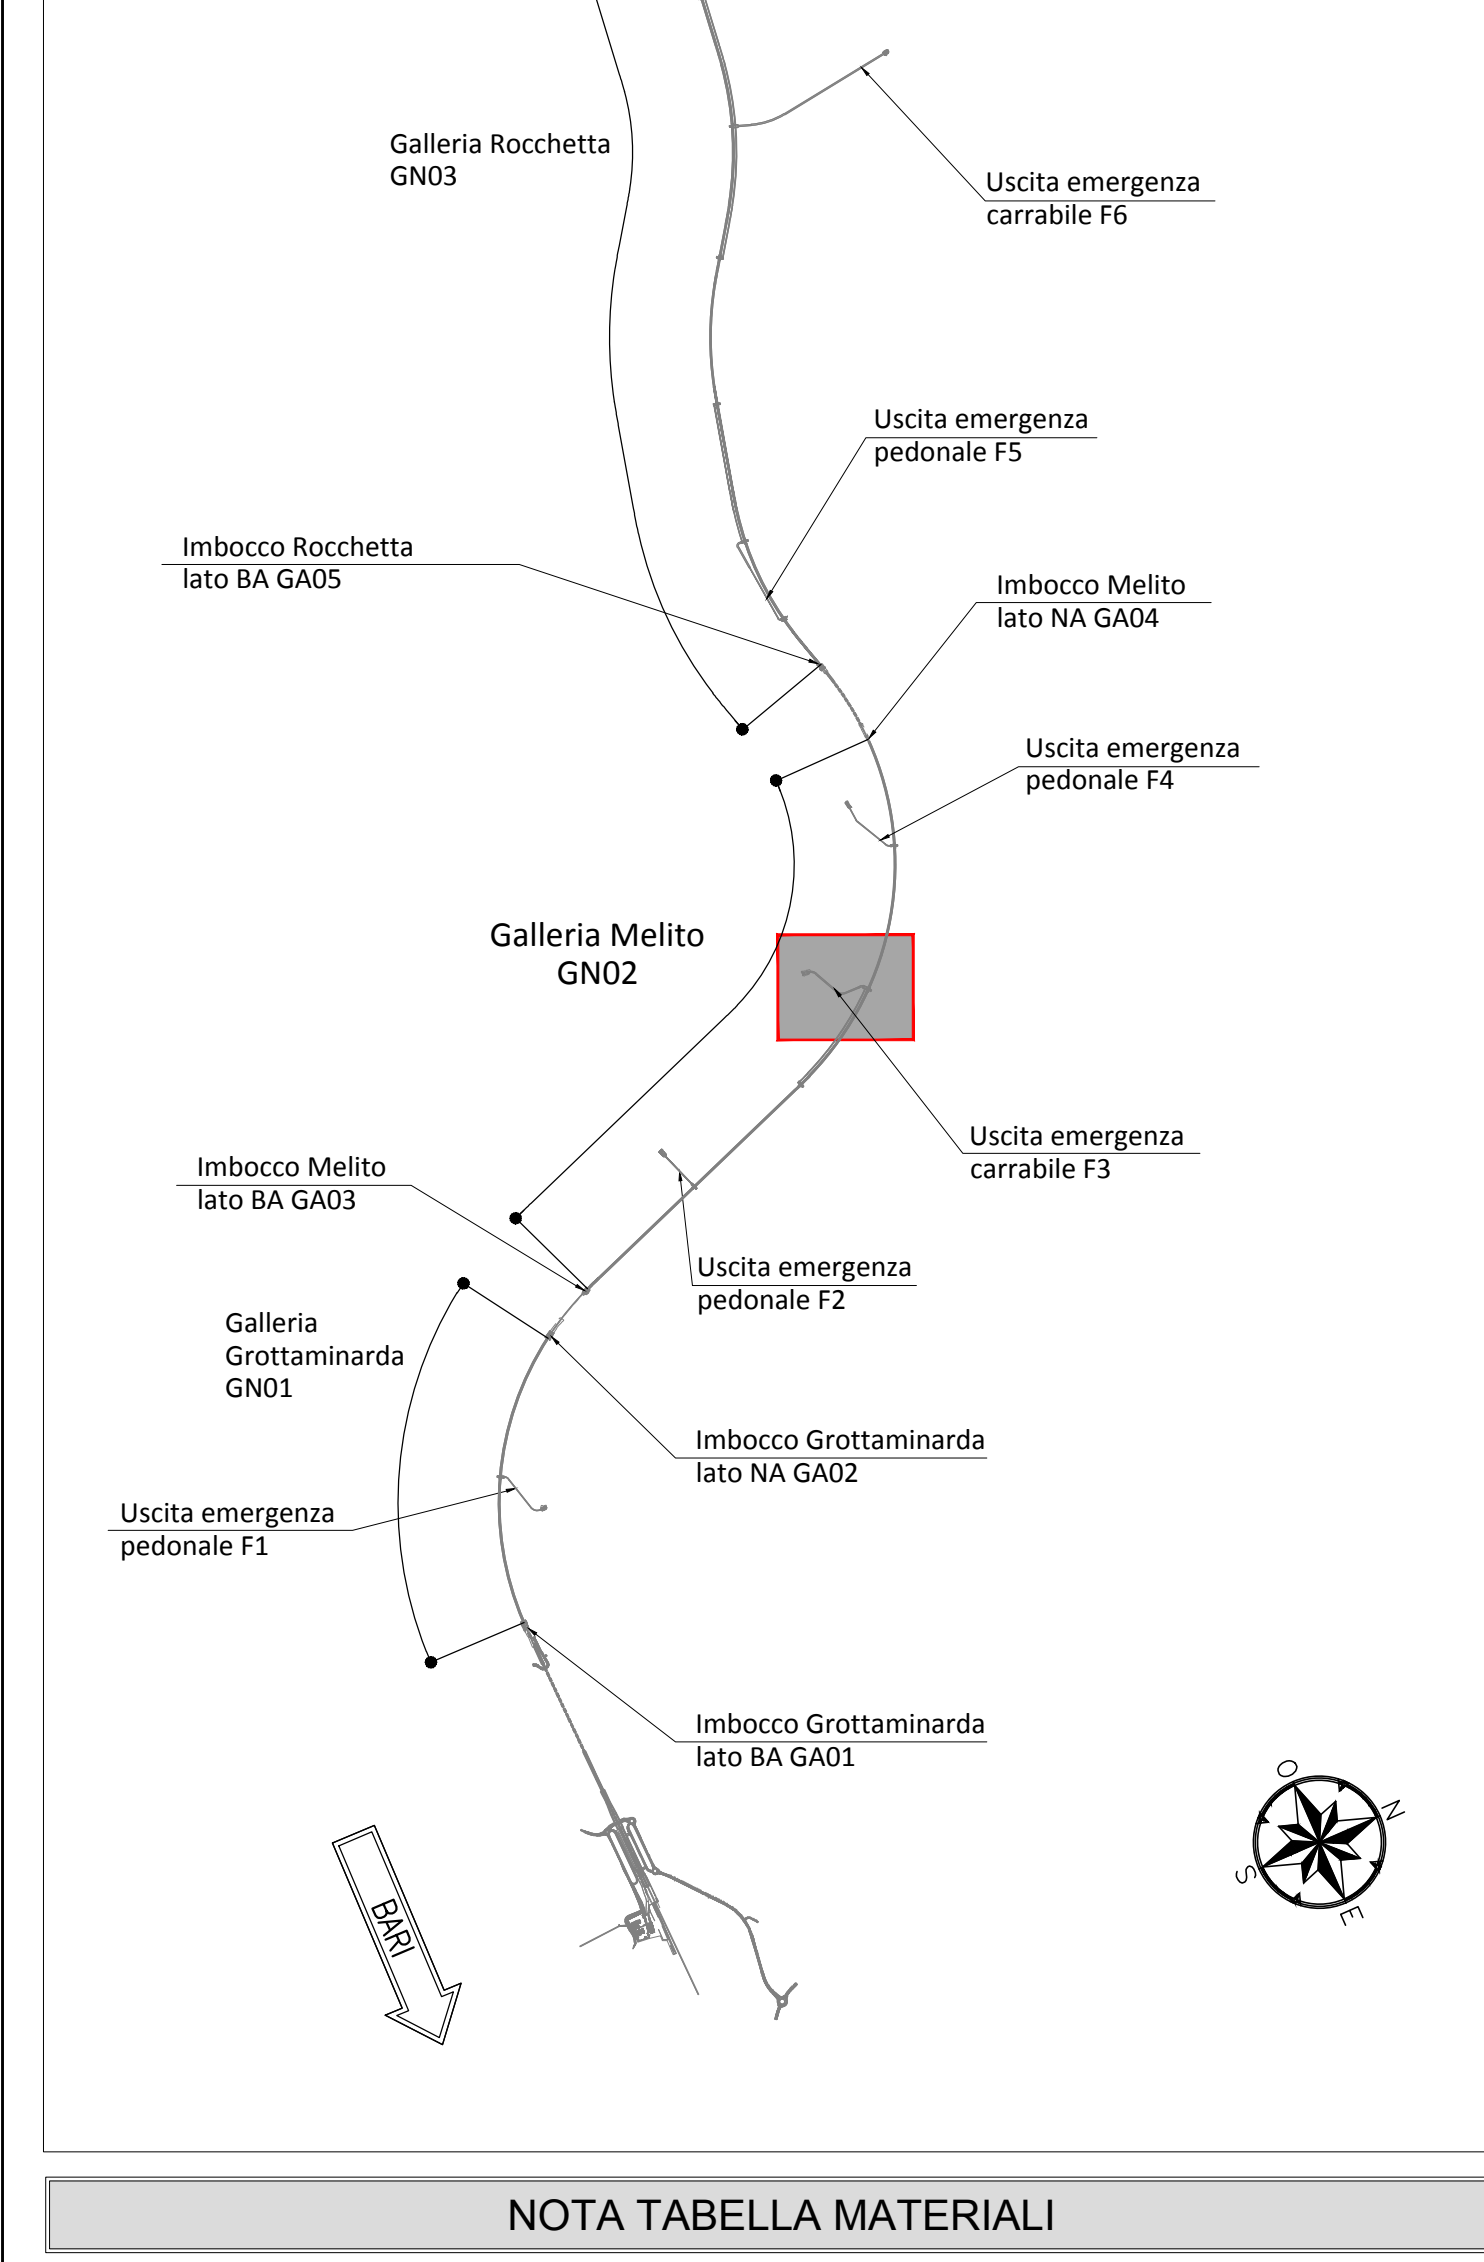 Galleria Rocchetta
GN03
Uscita emergenza
carrabile F6
Uscita emergenza
pedonale F5
Imbocco Rocchetta
lato BA GA05
Imbocco Melito
lato NA GA04
Uscita emergenza
pedonale F4
Galleria Melito
GN02
Uscita emergenza
carrabile F3
Imbocco Melito
lato BA GA03
Uscita emergenza
pedonale F2
Galleria
Grottaminarda
GN01
Imbocco Grottaminarda
lato NA GA02
Uscita emergenza
pedonale F1
Imbocco Grottaminarda
lato BA GA01
O
N
S
E
BARI
NOTA TABELLA MATERIALI